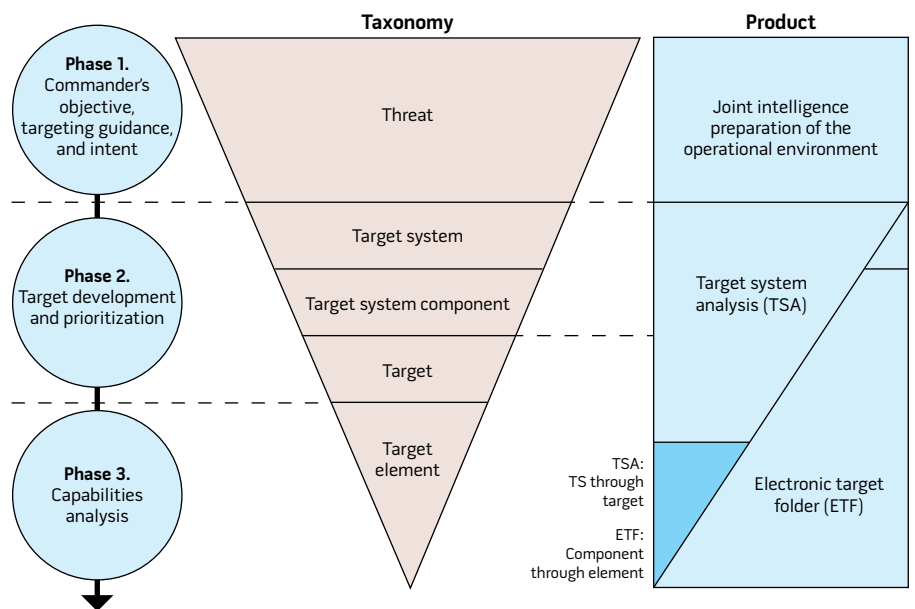 Taxonomy
Product
Phase 1.
Commander's
objective,
targeting guidance,
and intent
Threat
Joint intelligence
preparation of the
operational environment
Phase 2.
Target development
and prioritization
Target system
Target system component
Target
Target system
analysis (TSA)
Phase 3.
Capabilities
analysis
Target
element
TSA:
TS through
target
ETF:
Component
through element
Electronic target
folder (ETF)